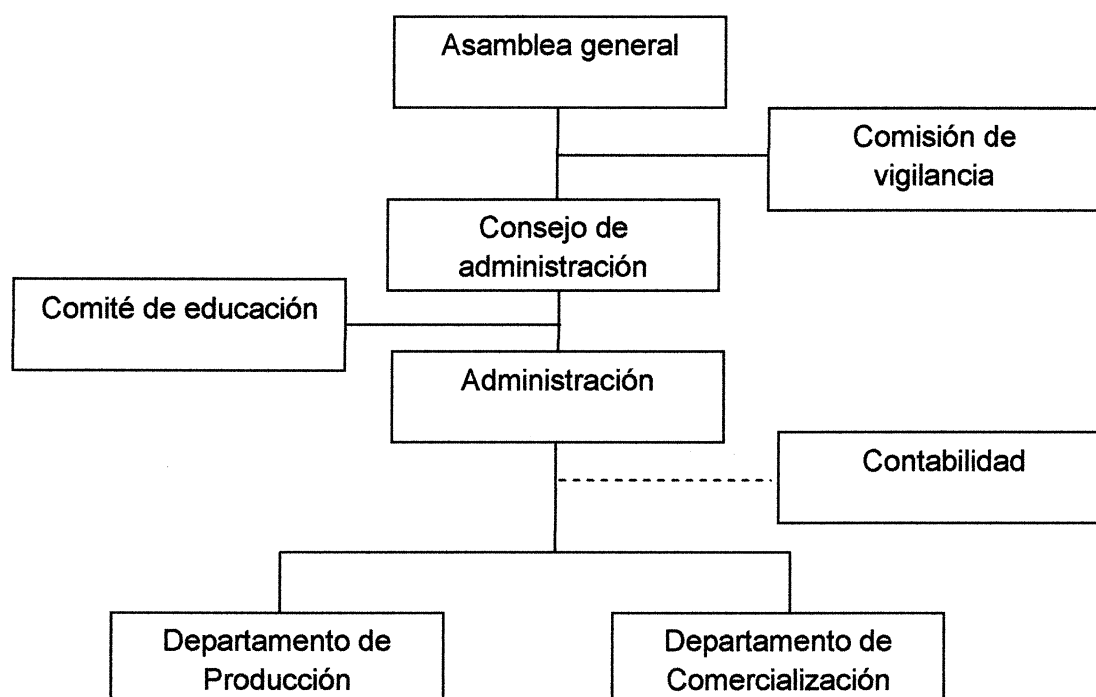 Asamblea general
Comisión de
vigilancia
Consejo de
administración
Comité de educación
Administración
Contabilidad
Departamento de
Producción
Departamento de
Comercialización